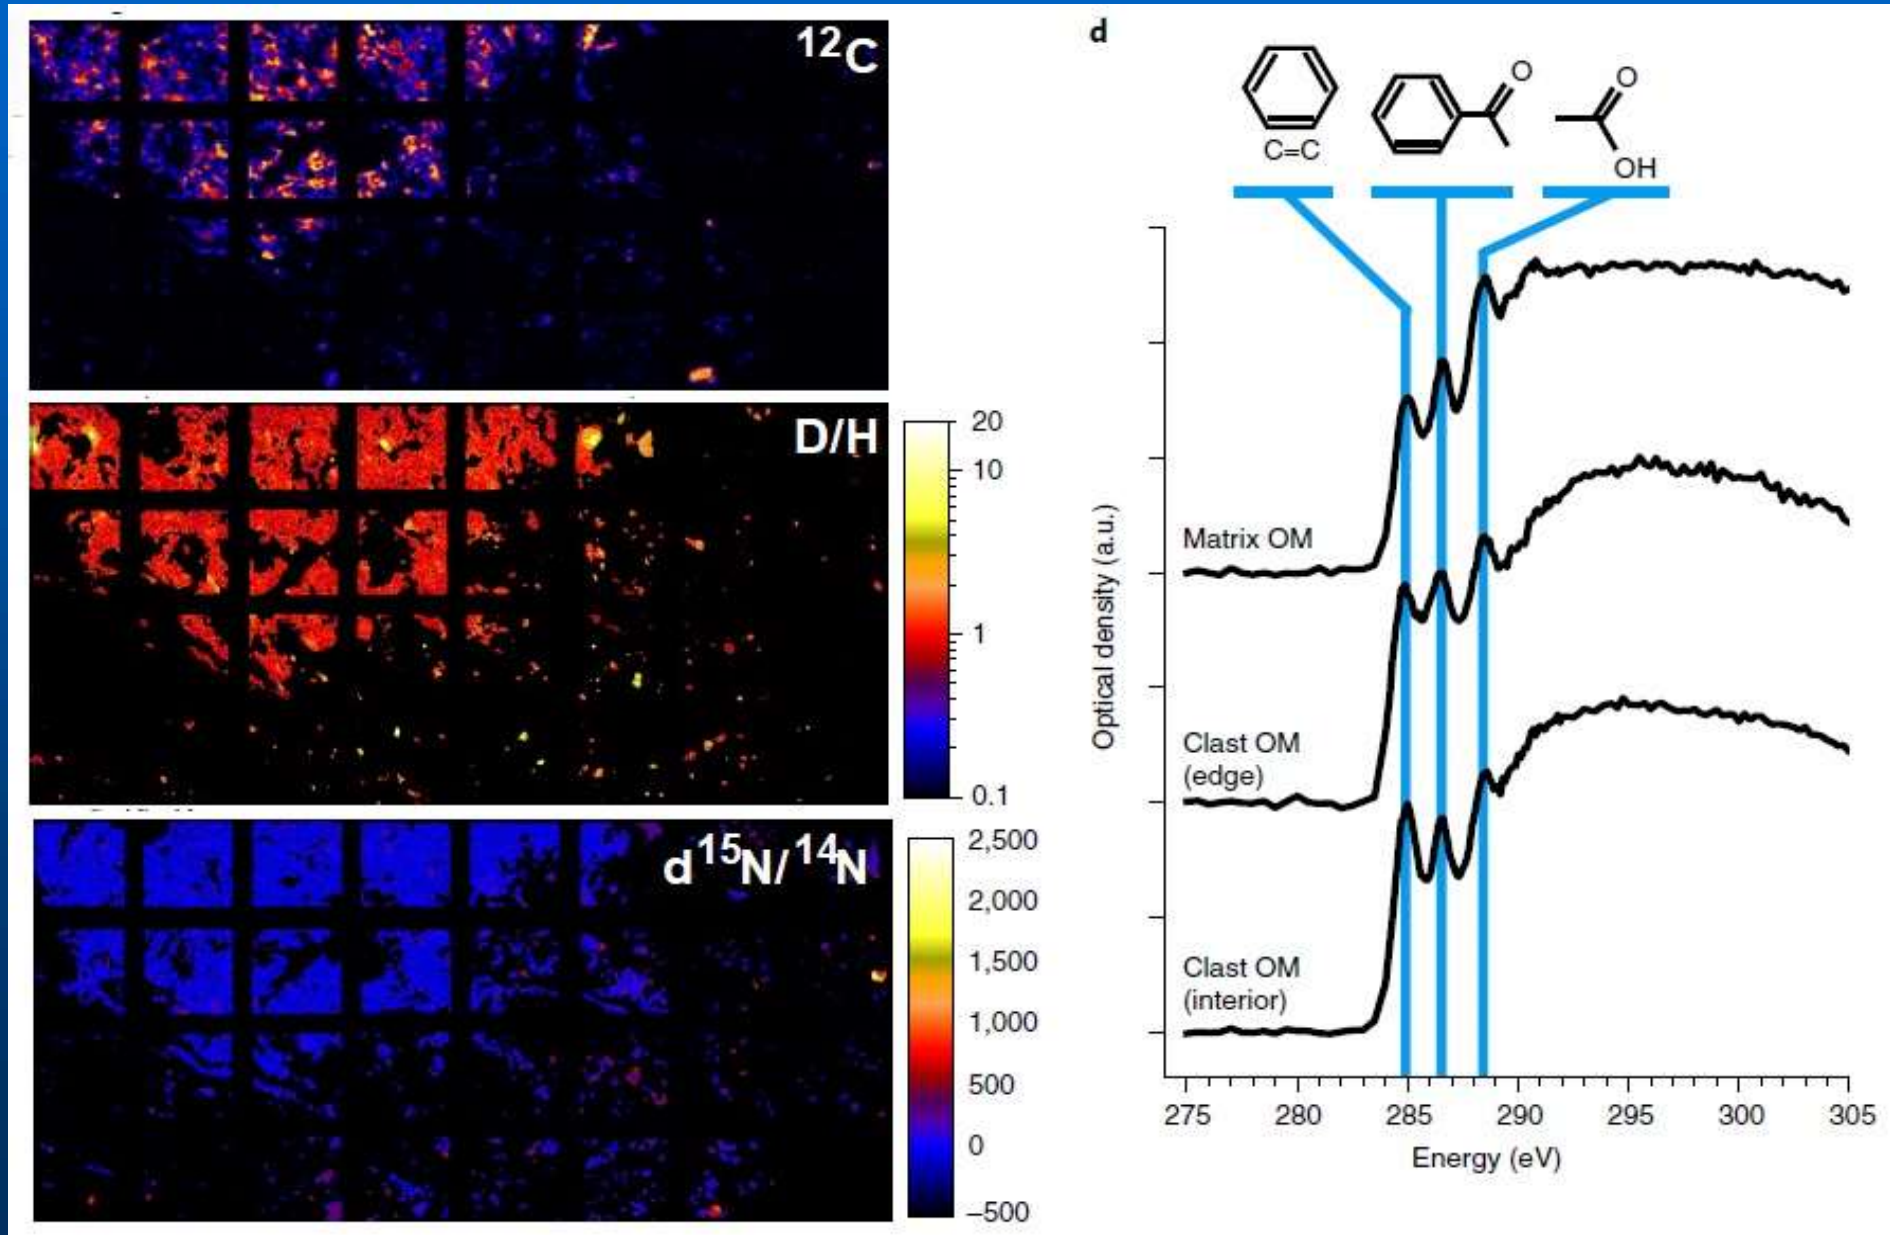 ¹²C
D/H
20
10
1
0.1
d¹⁵N/¹⁴N
2,500
2,000
1,500
1,000
500
0
−500
d
C=C
O
O
OH
Optical density (a.u.)
Matrix OM
Clast OM
(edge)
Clast OM
(interior)
275 280 285 290 295 300 305
Energy (eV)